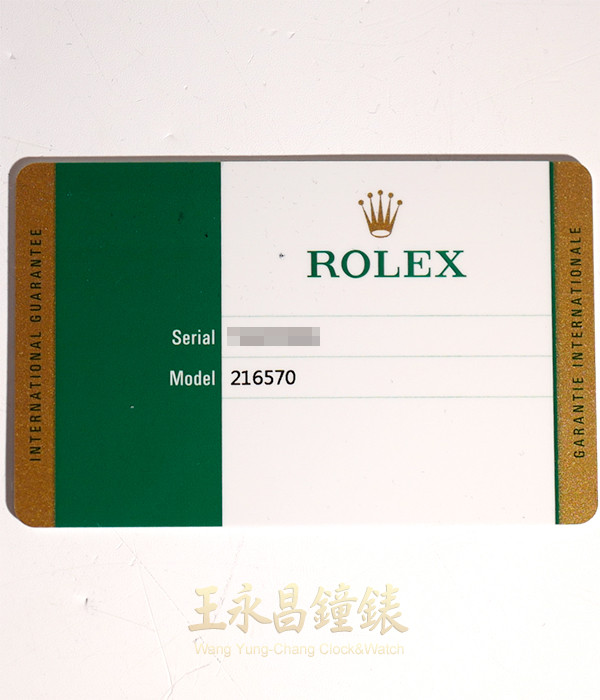 INTERNATIONAL GUARANTEE
ROLEX
Serial
Model 216570
GARANTIE INTERNATIONALE
王永昌鐘錶
Wang Yung-Chang Clock&Watch